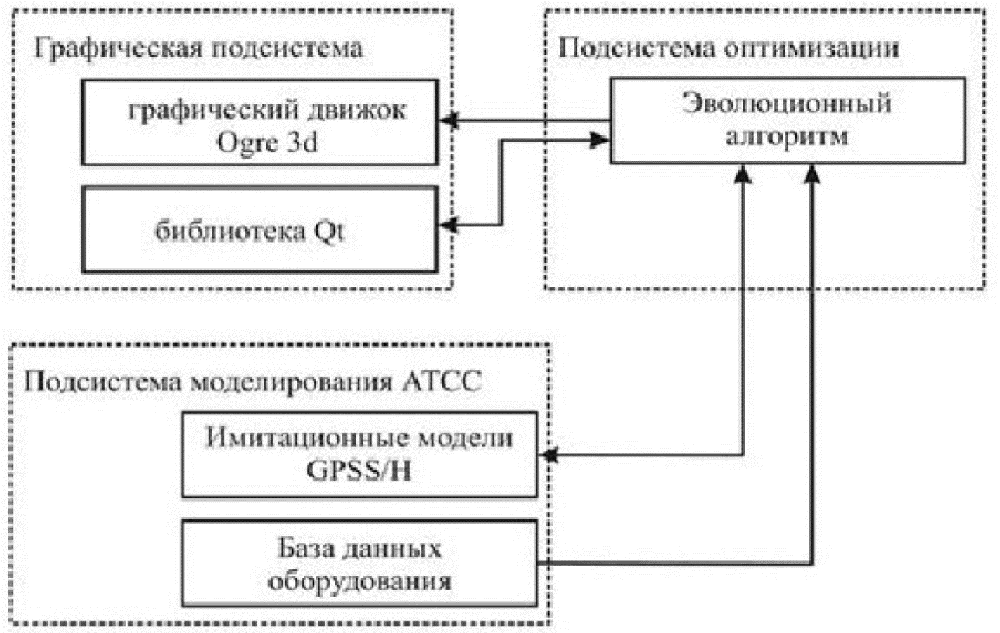 Графическая подсистема
графический движок
Ogre 3d
библиотека Qt
Подсистема оптимизации
Эволюционный
алгоритм
Подсистема моделирования АТСС
Имитационные модели
GPSS/H
База данных
оборудования